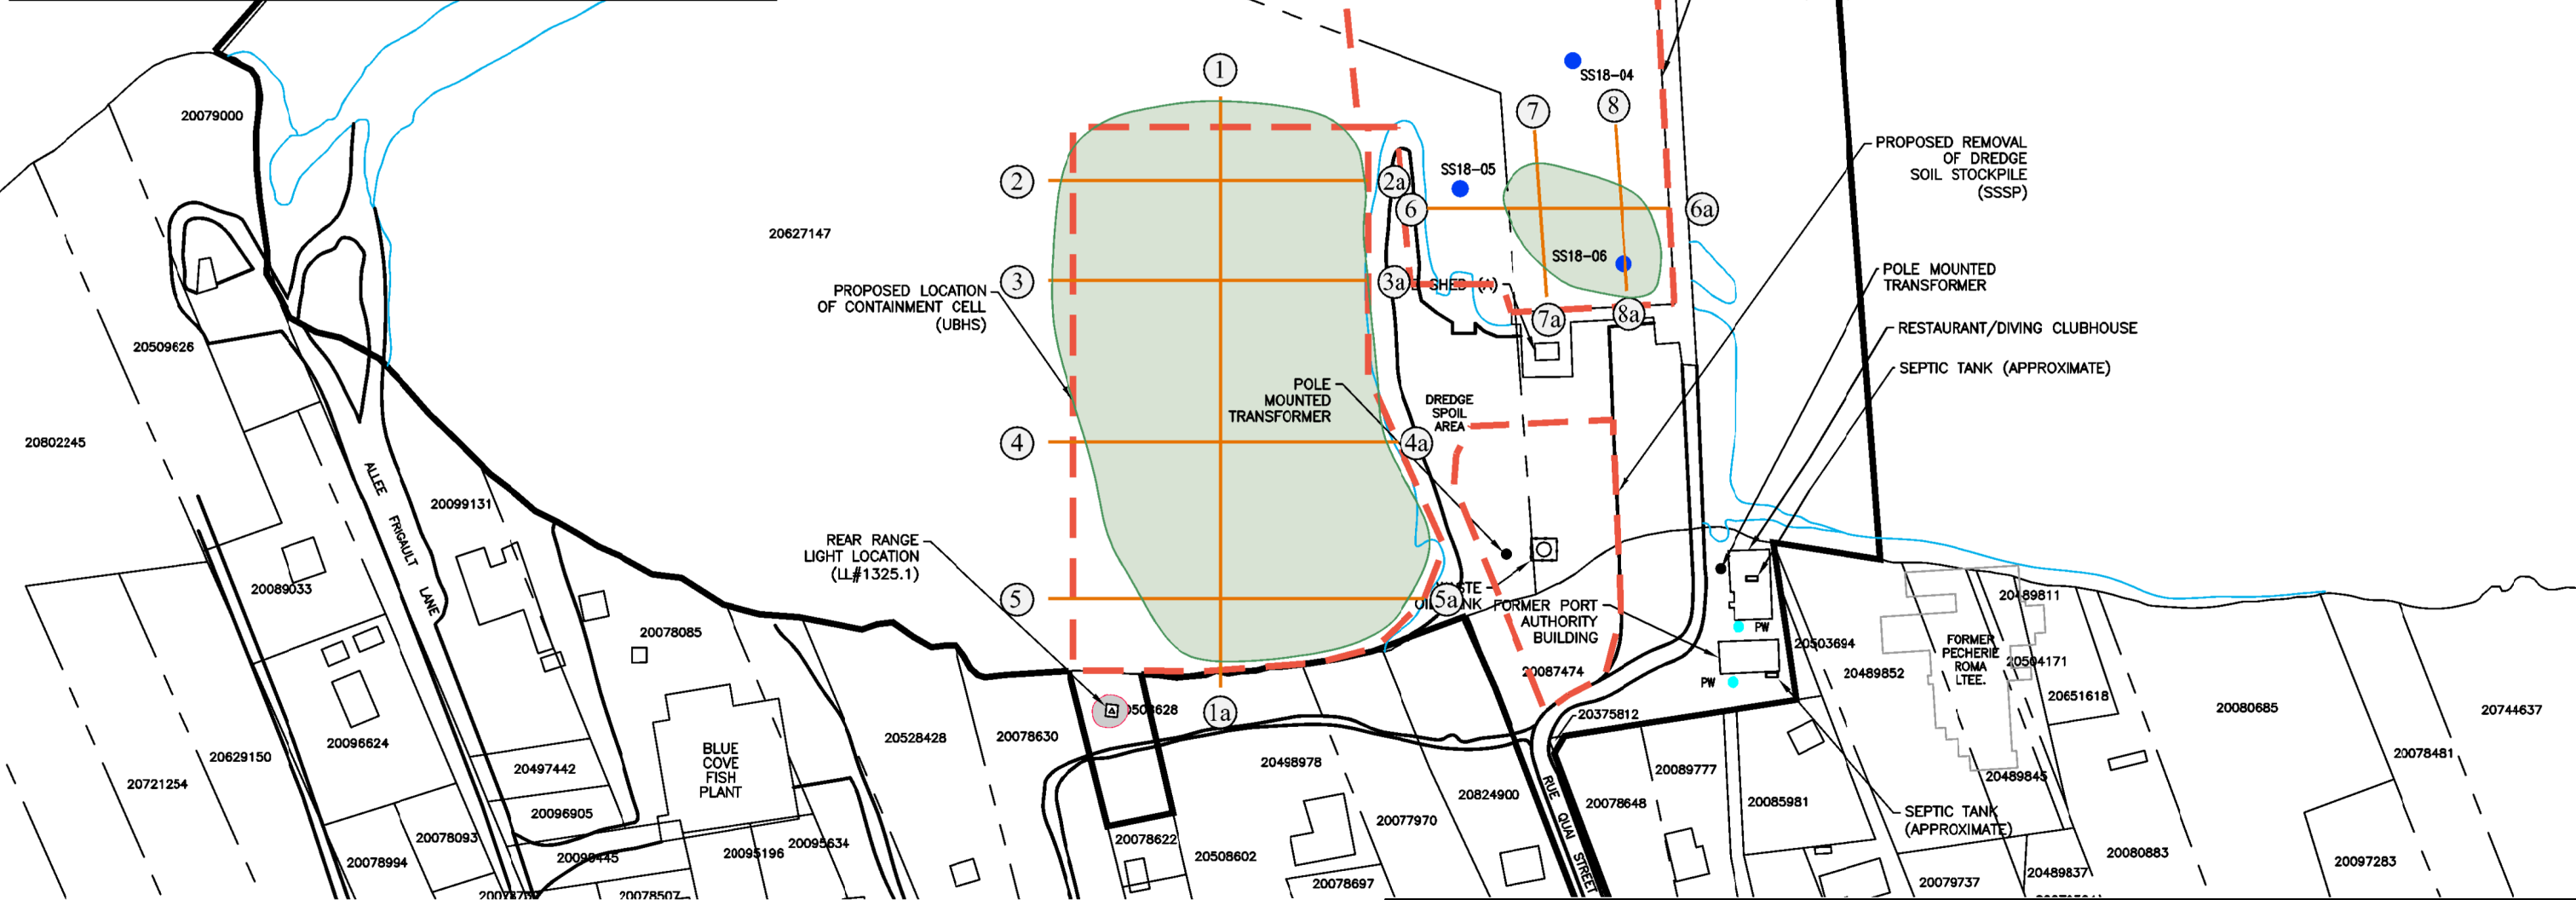 1
SS18-04
7
8
20079000
PROPOSED REMOVAL
OF DREDGE
SOIL STOCKPILE
(SSSP)
SS18-05
2
2a
6
6a
20627147
SS18-06
3
3a
SHED (A)
POLE MOUNTED
TRANSFORMER
PROPOSED LOCATION
OF CONTAINMENT CELL
(UBHS)
7a
8a
RESTAURANT/DIVING CLUBHOUSE
20509626
SEPTIC TANK (APPROXIMATE)
POLE
MOUNTED
TRANSFORMER
DREDGE
SPOIL
AREA
20802245
4
4a
ALLEE FRIGAULT LANE
20099131
REAR RANGE
LIGHT LOCATION
(LL#1325.1)
20089033
5
5a
FORMER PORT
AUTHORITY
BUILDING
20489811
PW
20078085
20503694
FORMER
PECHERIE
ROMA
LTEE.
20504171
20087474
20489852
PW
20651618
20080685
20744637
1a
20375812
20096624
20629150
20528428
20078630
BLUE
COVE
FISH
PLANT
20498978
20078481
20721254
20497442
20089777
20489845
20824900
20078648
20085981
RUE QUAI STREET
20096905
SEPTIC TANK
(APPROXIMATE)
20077970
20078093
20078622
20095634
20095196
20508602
20078994
20080883
20097283
20078697
20079737
20489837
20078507